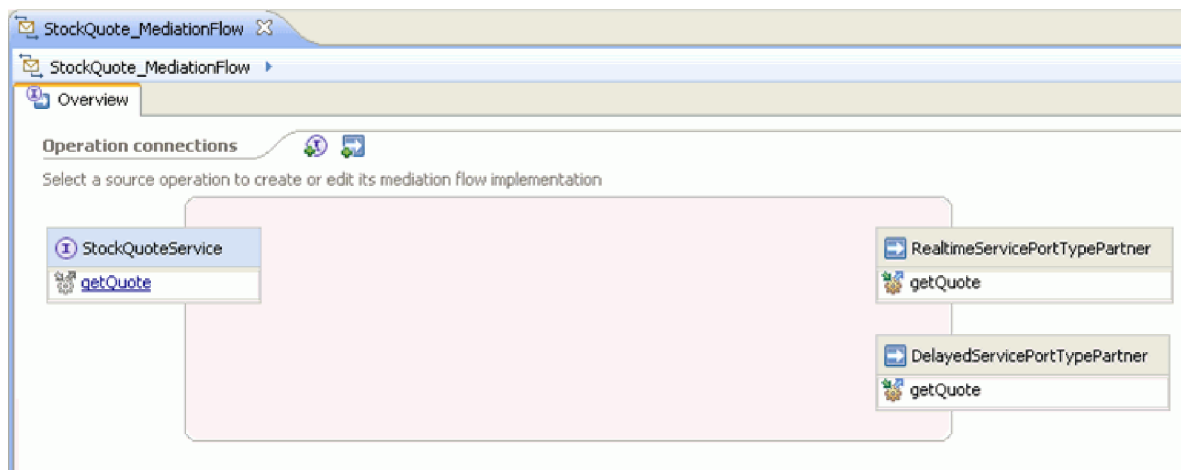 StockQuote_MediationFlow
StockQuote_MediationFlow
Overview
Operation connections
Select a source operation to create or edit its mediation flow implementation
StockQuoteService
getQuote
RealtimeServicePortTypePartner
getQuote
DelayedServicePortTypePartner
getQuote